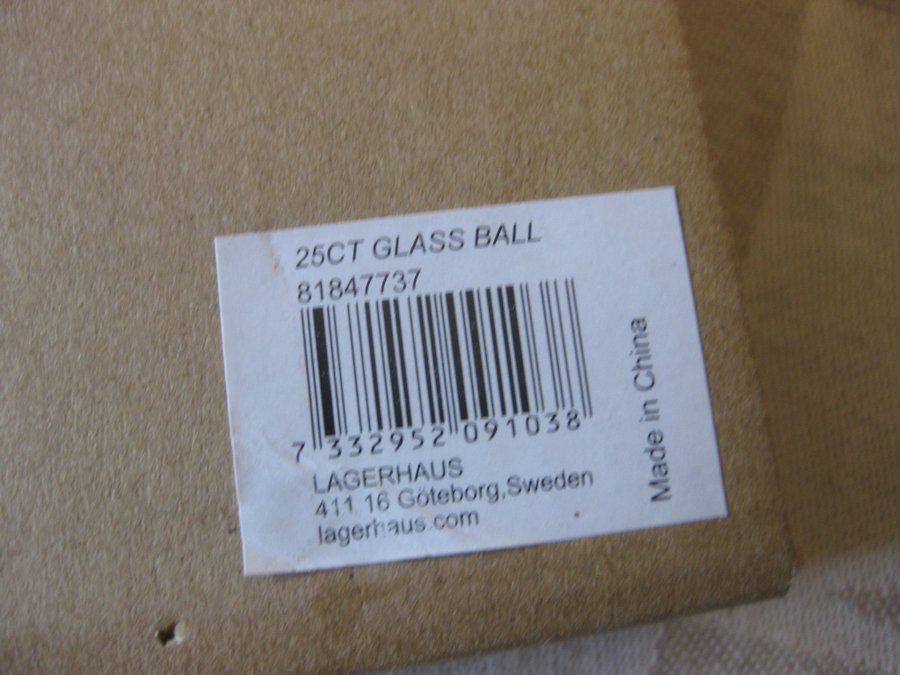 25CT GLASS BALL
81847737
7 332952 091038
LAGERHAUS
411 16 Göteborg,Sweden
lagerhaus.com
Made in China